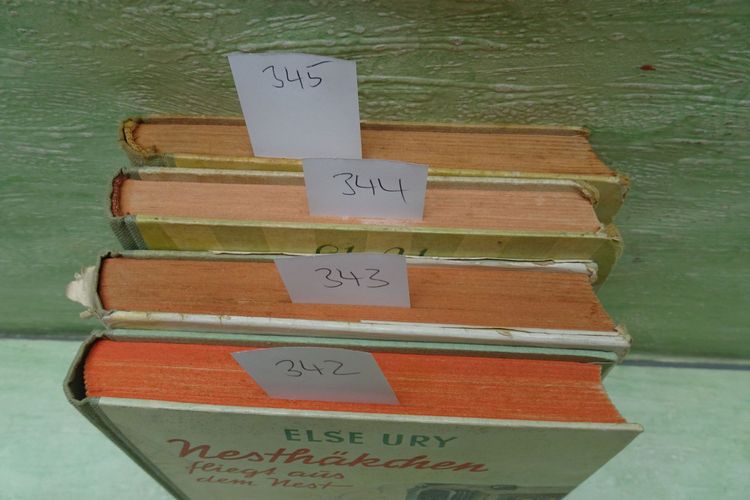 345
344
343
342
ELSE URY
Nesthäkchen
fliegt aus
dem Nest